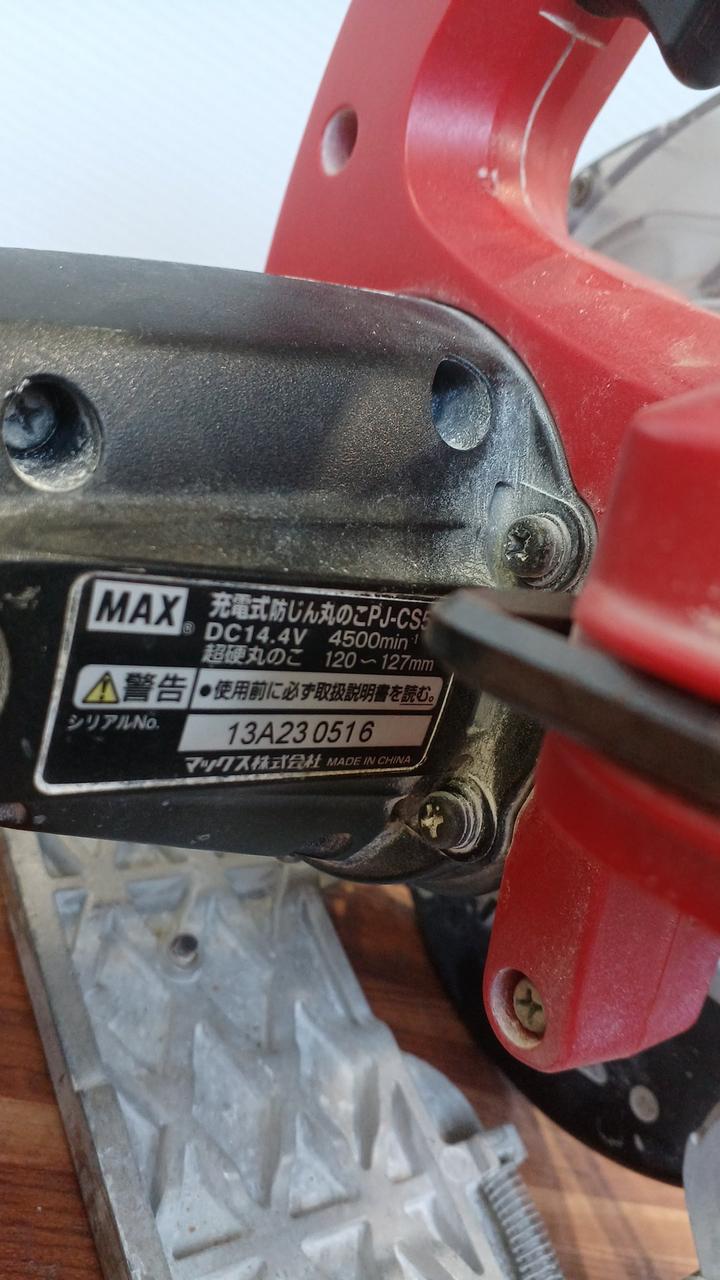 MAX® 充電式防じん丸のこPJ-CS5
DC14.4V 4500min⁻¹
超硬丸のこ 120～127mm
警告 ●使用前に必ず取扱説明書を読む。
シリアルNo. 13A230516
マックス株式会社 MADE IN CHINA